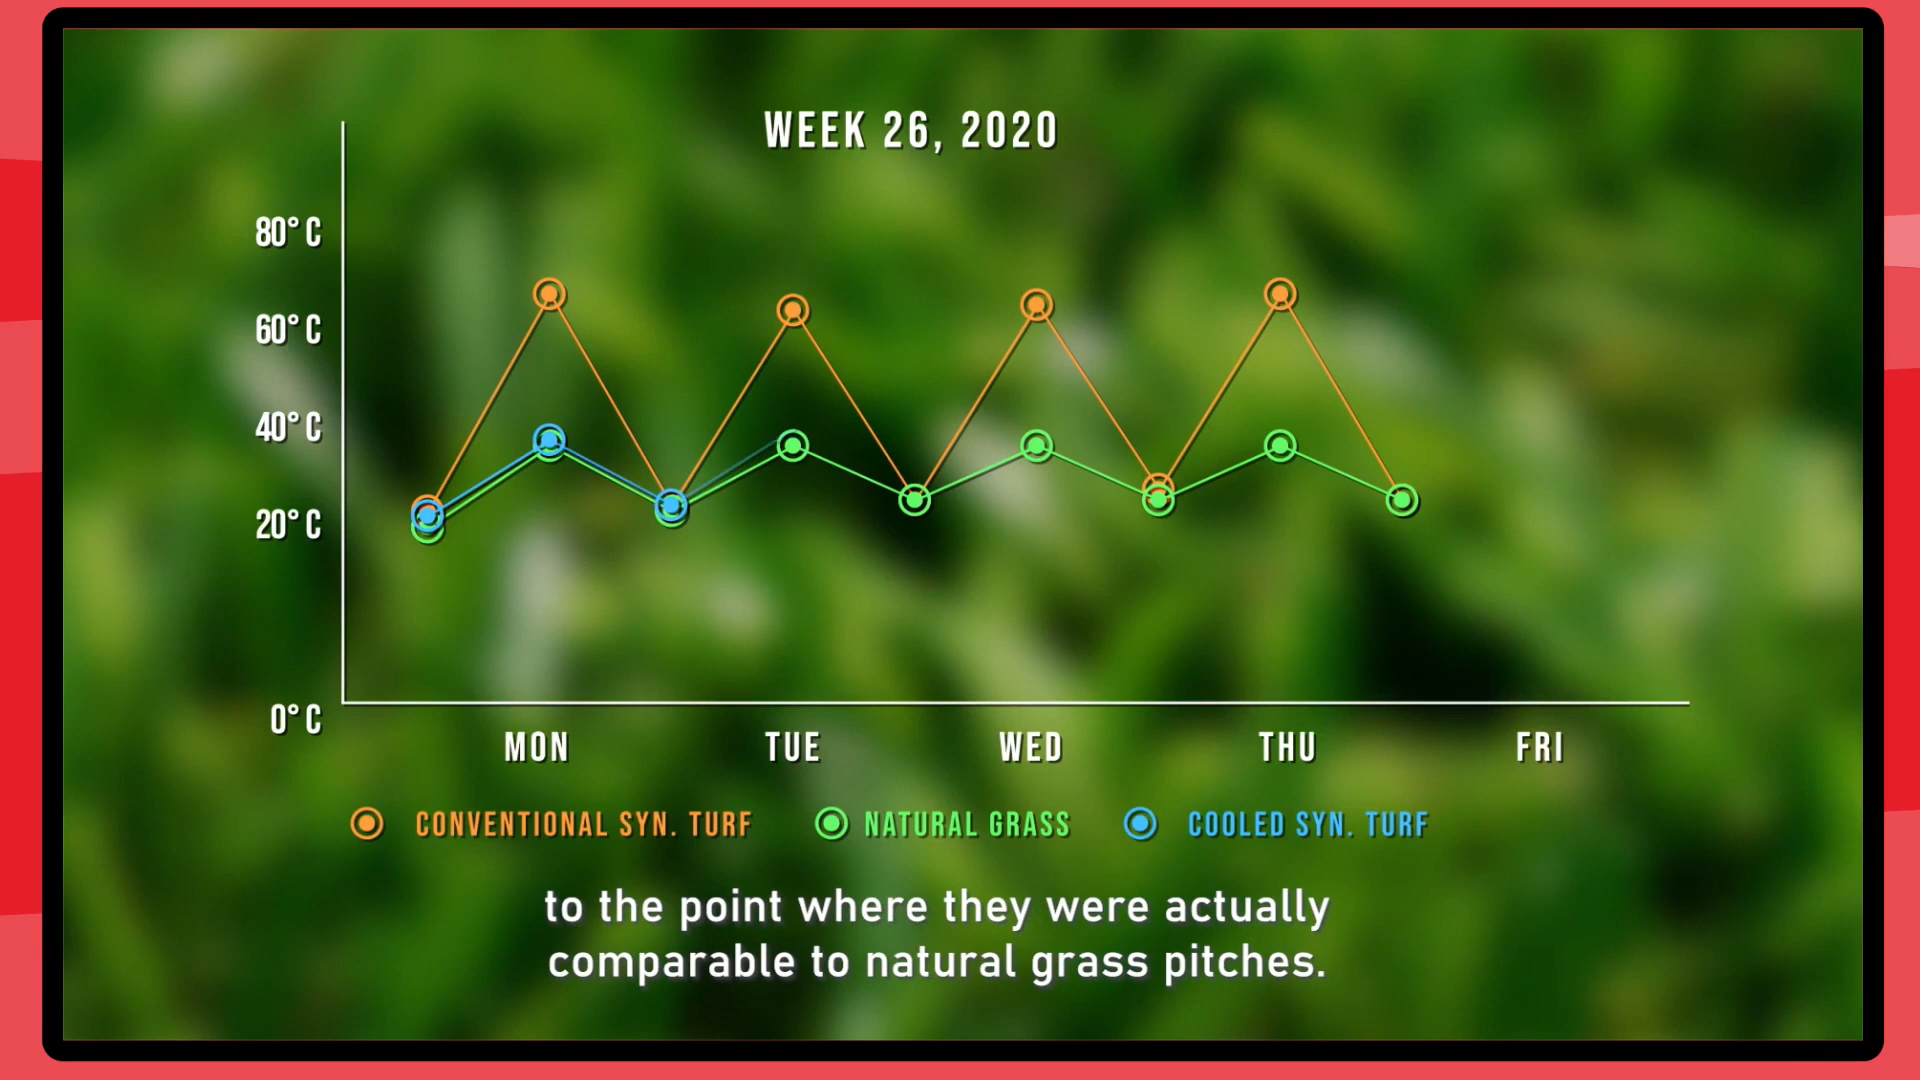 WEEK 26, 2020
80°C
60°C
40°C
20°C
0°C
MON TUE WED THU FRI
CONVENTIONAL SYN. TURF NATURAL GRASS COOLED SYN. TURF
to the point where they were actually
comparable to natural grass pitches.